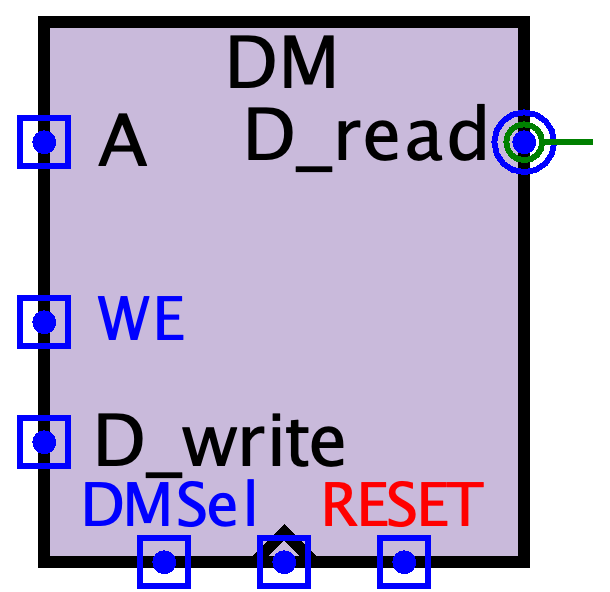 DM
A D_read
WE
D_write
DMSel RESET